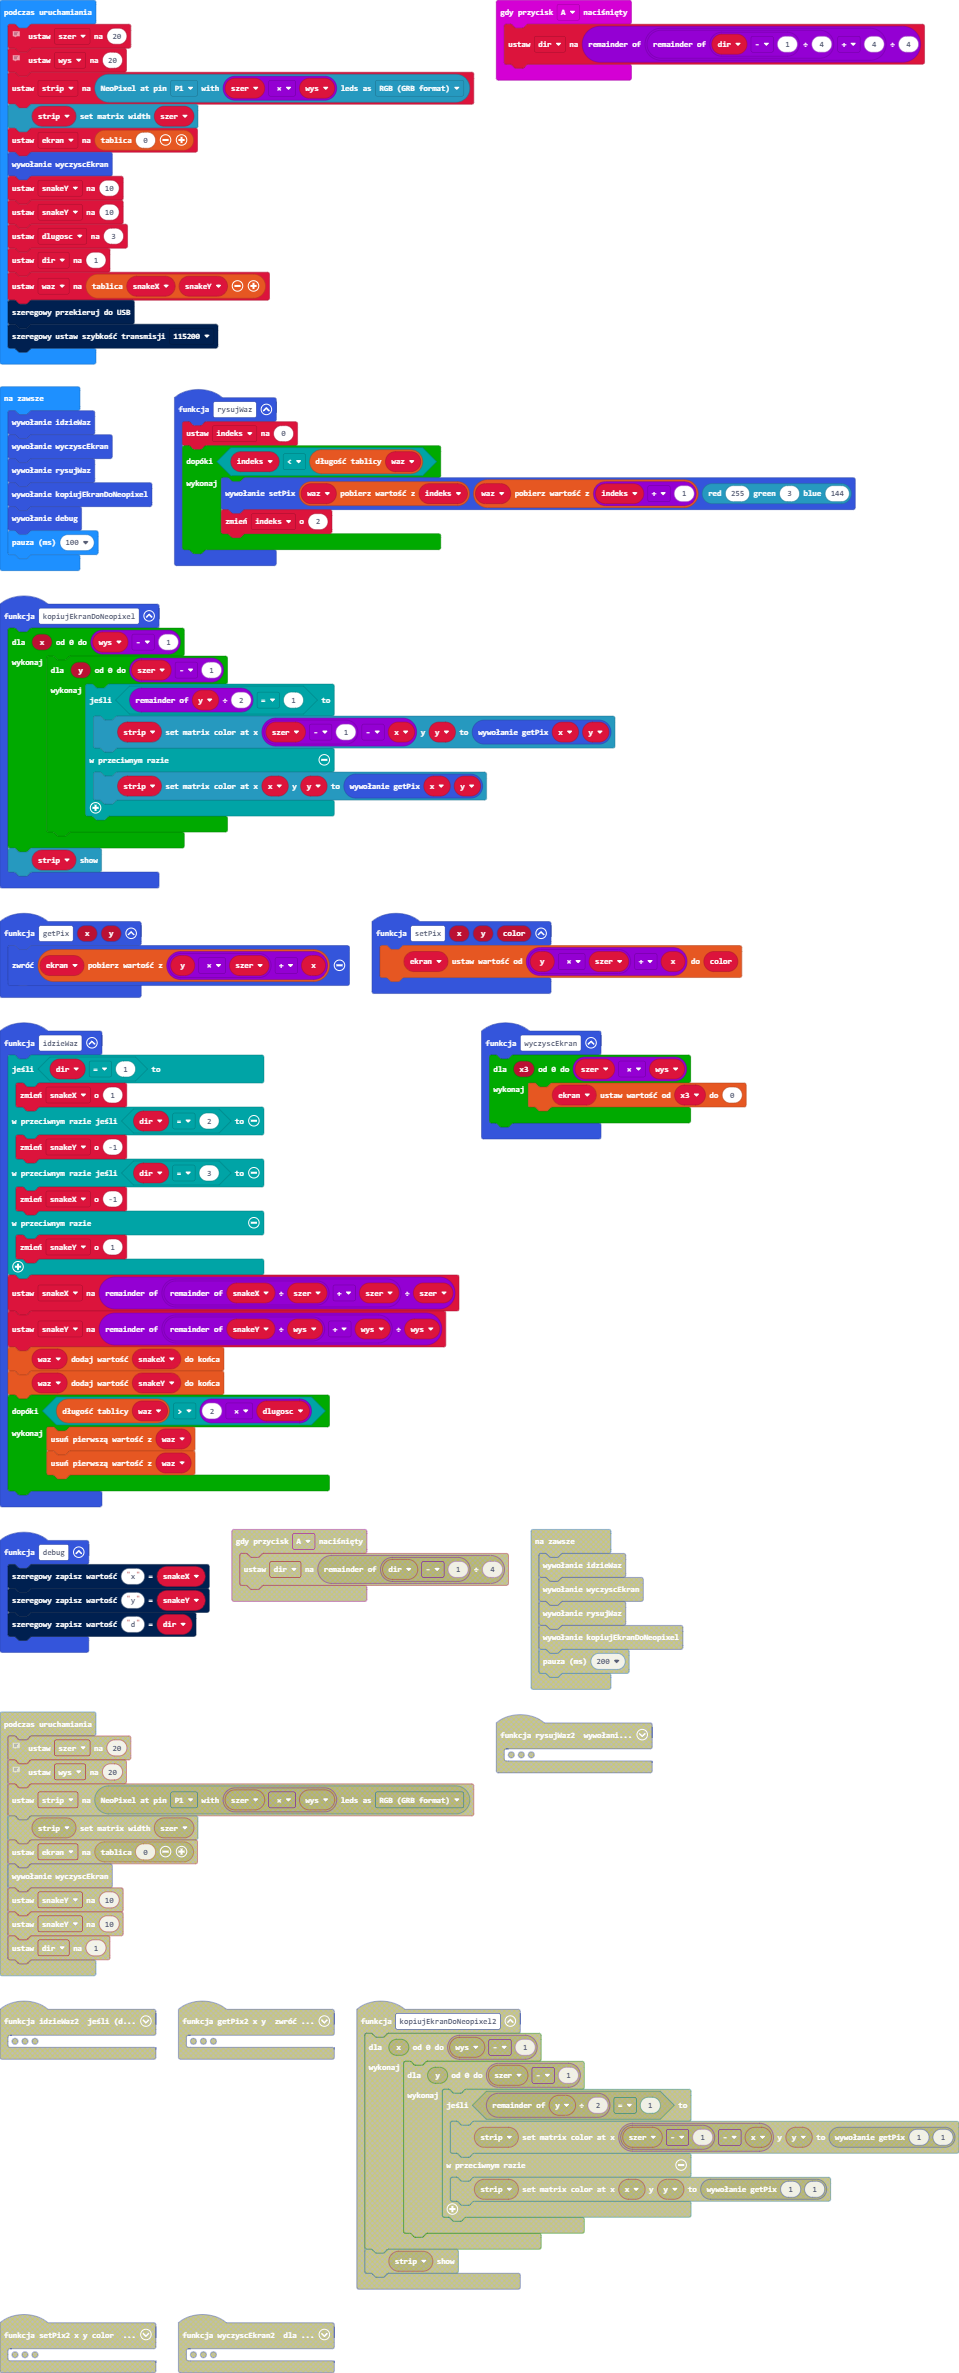 podczas uruchamiania
ustaw szer na 20
ustaw wys na 20
ustaw strip na NeoPixel at pin P1 with szer × wys leds as RGB (GRB format)
strip set matrix width szer
ustaw ekran na tablica 0
wywołanie wyczyscEkran
ustaw snakeY na 10
ustaw snakeY na 10
ustaw dlugosc na 3
ustaw dir na 1
ustaw waz na tablica snakeX snakeY
szeregowy przekieruj do USB
szeregowy ustaw szybkość transmisji 115200
gdy przycisk A naciśnięty
ustaw dir na remainder of remainder of dir - 1 ÷ 4 + 4 ÷ 4
na zawsze
wywołanie idzieWaz
wywołanie wyczyscEkran
wywołanie rysujWaz
wywołanie kopiujEkranDoNeopixel
wywołanie debug
pauza (ms) 100
funkcja rysujWaz
ustaw indeks na 0
dopóki indeks < długość tablicy waz
wykonaj wywołanie setPix waz pobierz wartość z indeks waz pobierz wartość z indeks + 1 red 255 green 3 blue 144
zmień indeks o 2
funkcja kopiujEkranDoNeopixel
dla x od 0 do wys - 1
wykonaj dla y od 0 do szer - 1
wykonaj jeśli remainder of y ÷ 2 = 1 to
strip set matrix color at x szer - 1 - x y y to wywołanie getPix x y
w przeciwnym razie
strip set matrix color at x x y y to wywołanie getPix x y
strip show
funkcja getPix x y
zwróć ekran pobierz wartość z y × szer + x
funkcja setPix x y color
ekran ustaw wartość od y × szer + x do color
funkcja idzieWaz
jeśli dir = 1 to
zmień snakeX o 1
w przeciwnym razie jeśli dir = 2 to
zmień snakeY o -1
w przeciwnym razie jeśli dir = 3 to
zmień snakeX o -1
w przeciwnym razie
zmień snakeY o 1
ustaw snakeX na remainder of remainder of snakeX ÷ szer + szer ÷ szer
ustaw snakeY na remainder of remainder of snakeY ÷ wys + wys ÷ wys
waz dodaj wartość snakeX do końca
waz dodaj wartość snakeY do końca
dopóki długość tablicy waz > 2 × dlugosc
wykonaj usuń pierwszą wartość z waz
usuń pierwszą wartość z waz
funkcja wyczyscEkran
dla x3 od 0 do szer × wys
wykonaj ekran ustaw wartość od x3 do 0
funkcja debug
szeregowy zapisz wartość "x" = snakeX
szeregowy zapisz wartość "y" = snakeY
szeregowy zapisz wartość "d" = dir
gdy przycisk A naciśnięty
ustaw dir na remainder of dir - 1 ÷ 4
na zawsze
wywołanie idzieWaz
wywołanie wyczyscEkran
wywołanie rysujWaz
wywołanie kopiujEkranDoNeopixel
pauza (ms) 200
podczas uruchamiania
ustaw szer na 20
ustaw wys na 20
ustaw strip na NeoPixel at pin P1 with szer × wys leds as RGB (GRB format)
strip set matrix width szer
ustaw ekran na tablica 0
wywołanie wyczyscEkran
ustaw snakeY na 10
ustaw snakeY na 10
ustaw dir na 1
funkcja rysujWaz2 wywołani...
funkcja idzieWaz2 jeśli (d...
funkcja getPix2 x y zwróć ...
funkcja kopiujEkranDoNeopixel2
dla x od 0 do wys - 1
wykonaj dla y od 0 do szer - 1
wykonaj jeśli remainder of y ÷ 2 = 1 to
strip set matrix color at x szer - 1 - x y y to wywołanie getPix 1 1
w przeciwnym razie
strip set matrix color at x x y y to wywołanie getPix 1 1
strip show
funkcja setPix2 x y color ...
funkcja wyczyscEkran2 dla ...